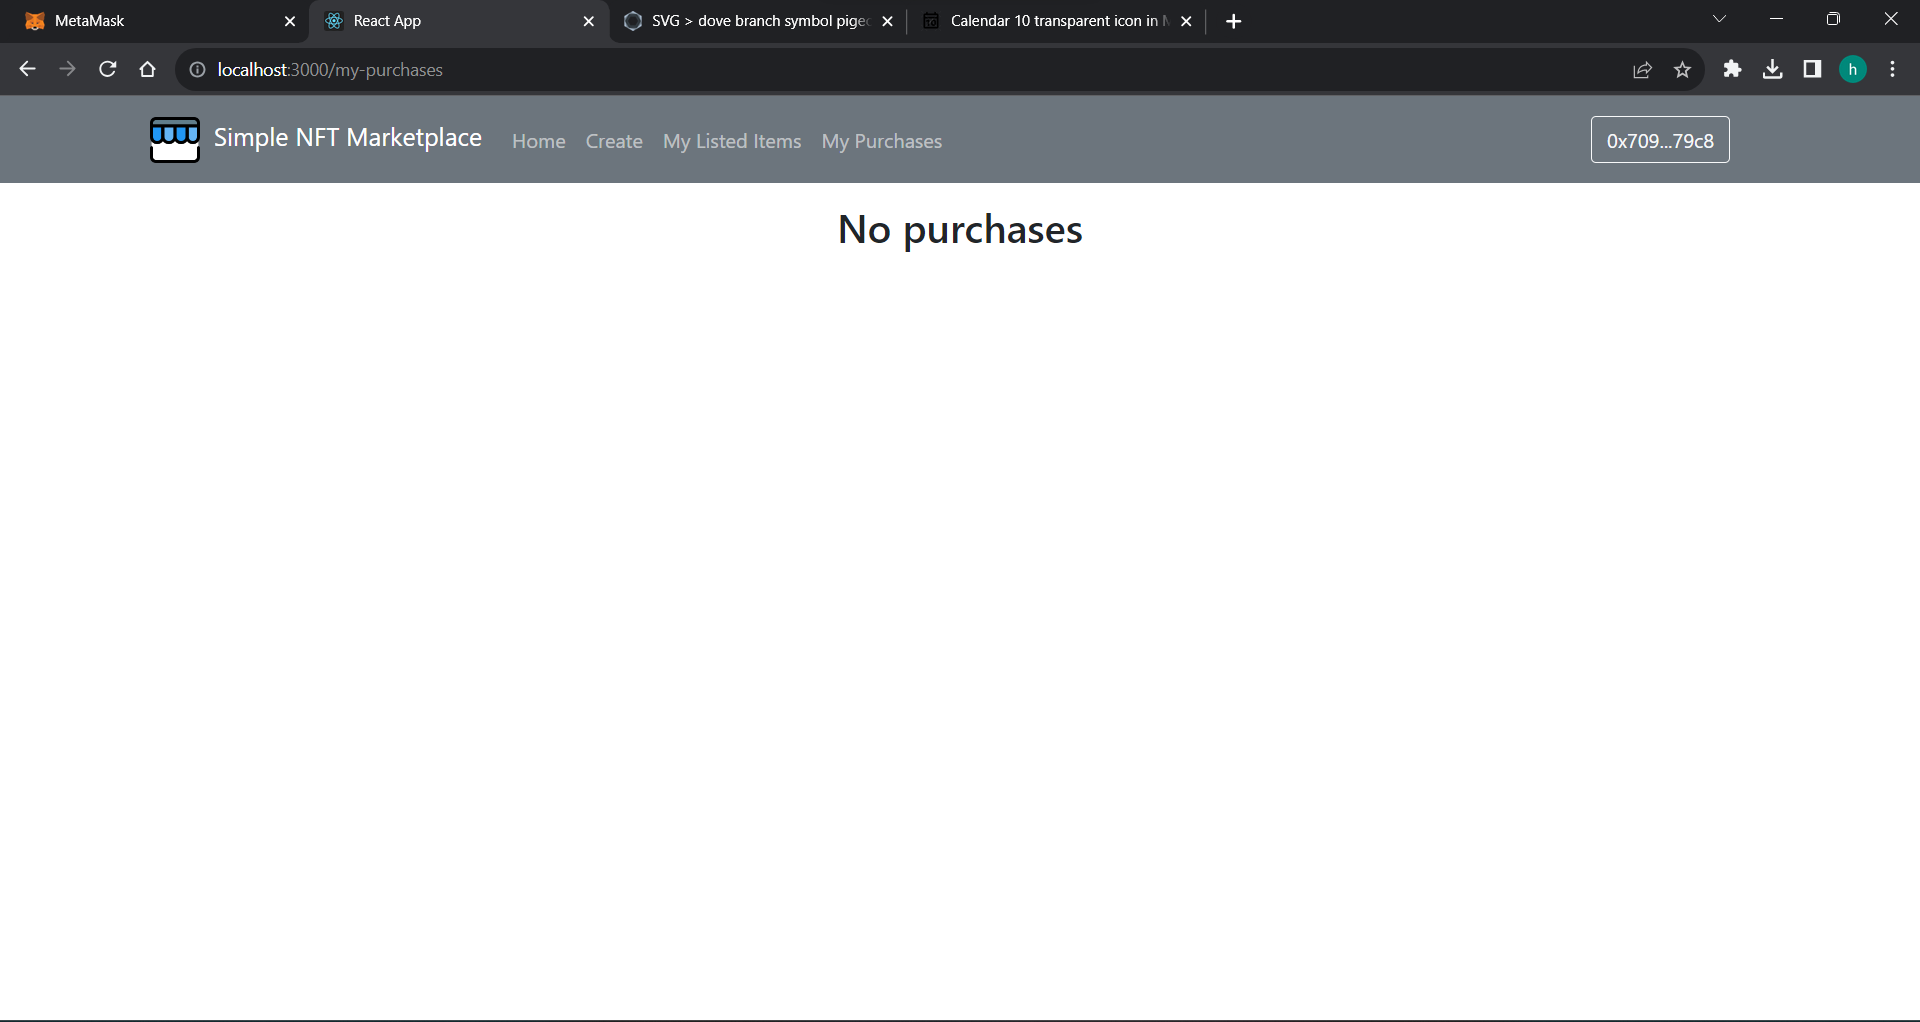 MetaMask
React App
SVG > dove branch symbol pige
Calendar 10 transparent icon in
localhost:3000/my-purchases
h
Simple NFT Marketplace
Home
Create
My Listed Items
My Purchases
0x709...79c8
No purchases